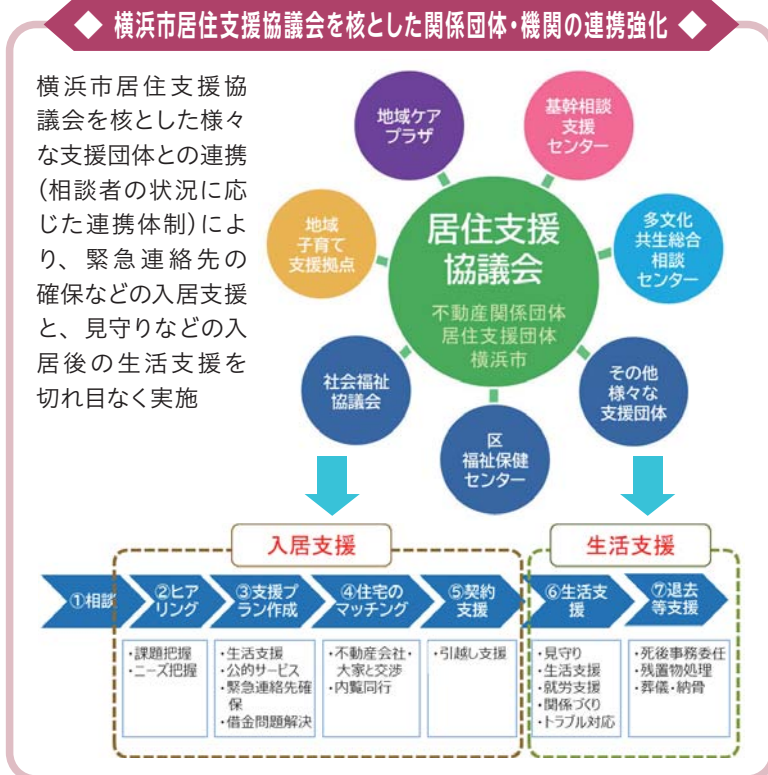 ◆ 横浜市居住支援協議会を核とした関係団体・機関の連携強化 ◆
横浜市居住支援協
議会を核とした様々
な支援団体との連携
(相談者の状況に応
じた連携体制)によ
り、緊急連絡先の
確保などの入居支援
と、見守りなどの入
居後の生活支援を
切れ目なく実施
地域ケア
プラザ
基幹相談
支援
センター
地域
子育て
支援拠点
居住支援
協議会
不動産関係団体
居住支援団体
横浜市
多文化
共生総合
相談
センター
社会福祉
協議会
区
福祉保健
センター
その他
様々な
支援団体
入居支援
生活支援
①相談
②ヒア
リング
③支援プ
ラン作成
④住宅の
マッチング
⑤契約
支援
⑥生活支
援
⑦退去
等支援
・課題把握
・ニーズ把握
・生活支援
・公的サービス
・緊急連絡先確
保
・借金問題解決
・不動産会社・
大家と交渉
・内覧同行
・引越し支援
・見守り
・生活支援
・就労支援
・関係づくり
・トラブル対応
・死後事務委任
・残置物処理
・葬儀・納骨